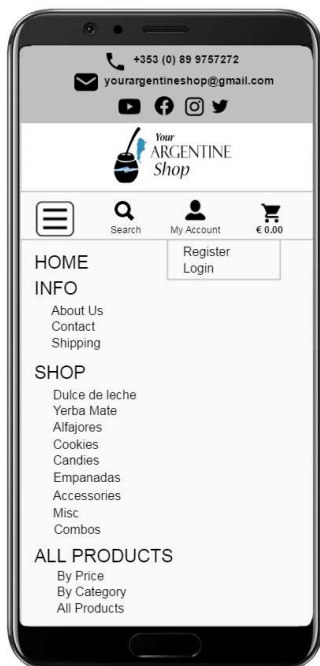 +353 (0) 89 9757272
yourargentineshop@gmail.com
Your
ARGENTINE
Shop
Search
My Account
€ 0.00
Register
Login
HOME
INFO
About Us
Contact
Shipping
SHOP
Dulce de leche
Yerba Mate
Alfajores
Cookies
Candies
Empanadas
Accessories
Misc
Combos
ALL PRODUCTS
By Price
By Category
All Products